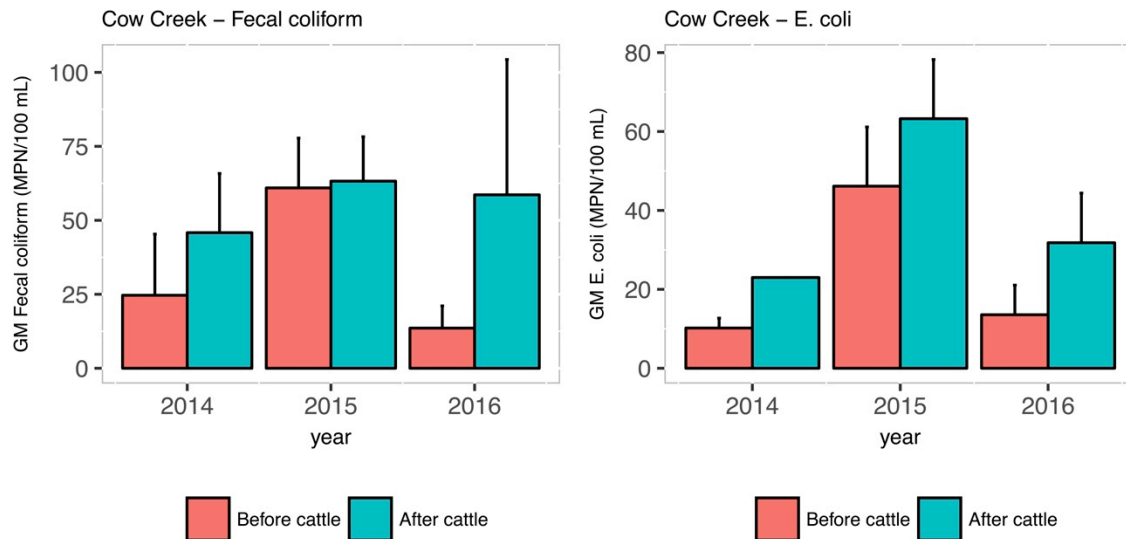 Cow Creek − Fecal coliform
GM Fecal coliform (MPN/100 mL)
100
75
50
25
0
2014 2015 2016
year
Before cattle After cattle
Cow Creek − E. coli
GM E. coli (MPN/100 mL)
80
60
40
20
0
2014 2015 2016
year
Before cattle After cattle